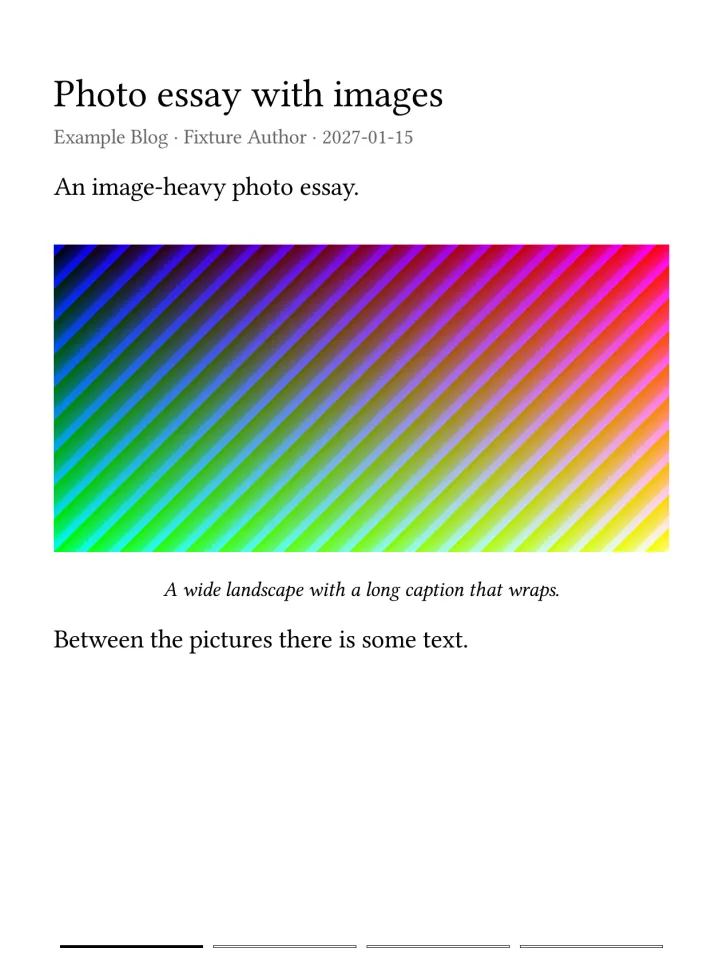 Photo essay with images
Example Blog · Fixture Author · 2027-01-15
An image-heavy photo essay.
A wide landscape with a long caption that wraps.
Between the pictures there is some text.